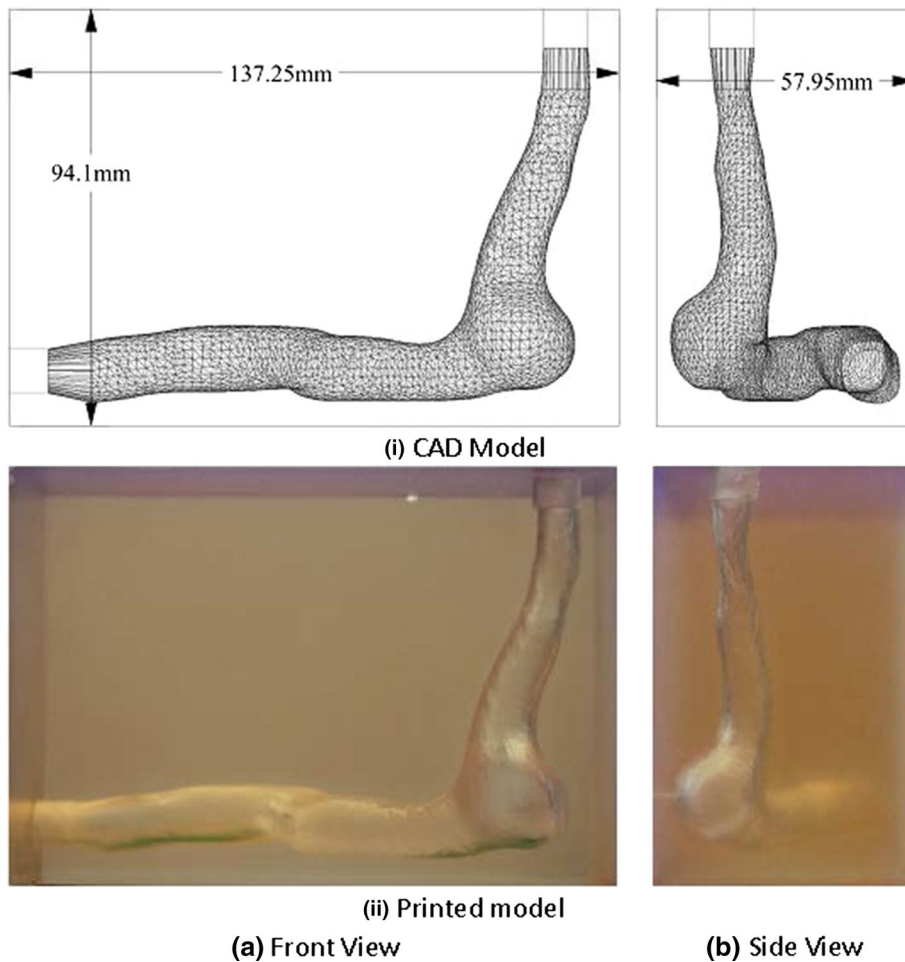 137.25mm
57.95mm
94.1mm
(i) CAD Model
(ii) Printed model
(a) Front View
(b) Side View